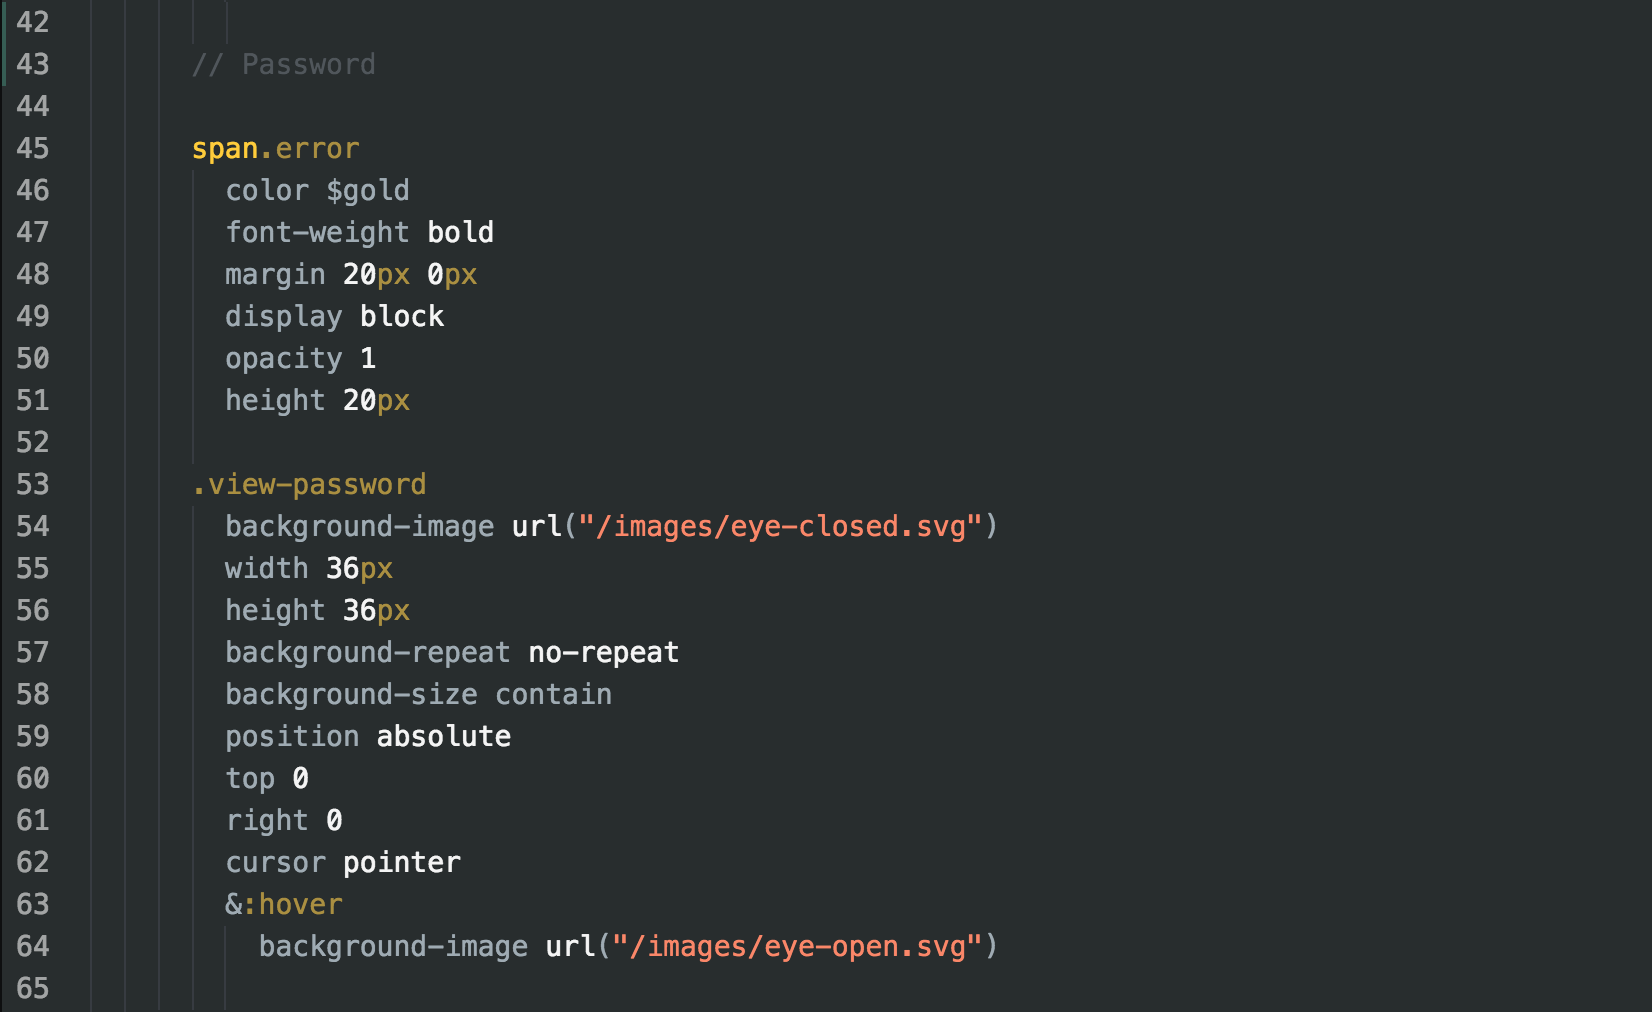 42
43 // Password
44
45 span.error
46 color $gold
47 font-weight bold
48 margin 20px 0px
49 display block
50 opacity 1
51 height 20px
52
53 .view-password
54 background-image url("/images/eye-closed.svg")
55 width 36px
56 height 36px
57 background-repeat no-repeat
58 background-size contain
59 position absolute
60 top 0
61 right 0
62 cursor pointer
63 &:hover
64 background-image url("/images/eye-open.svg")
65